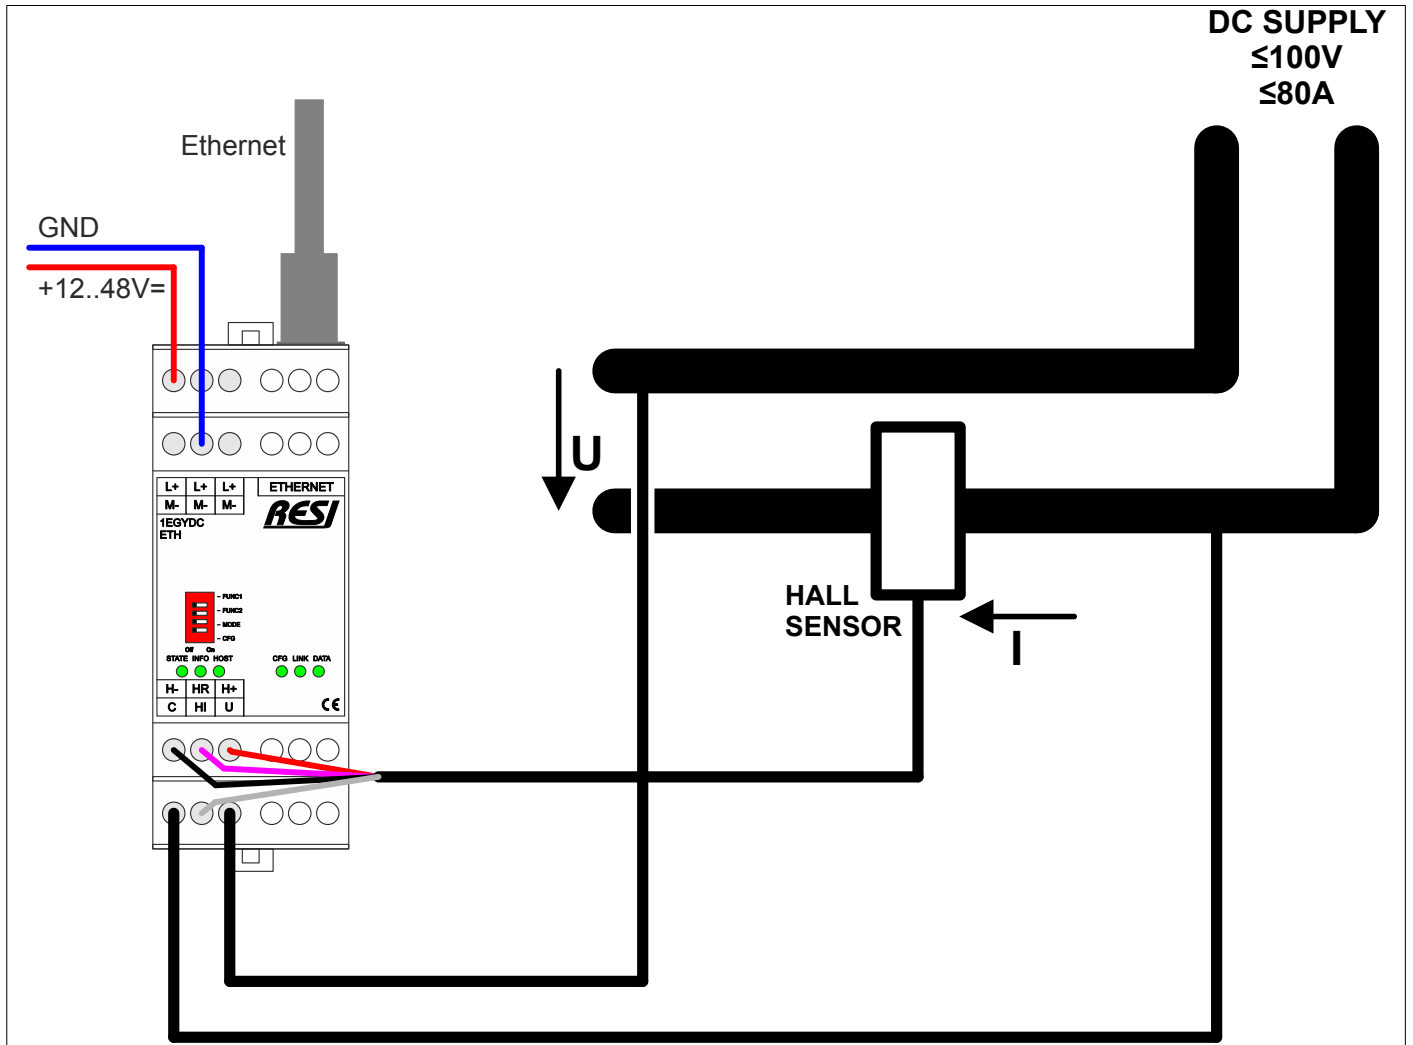 DC SUPPLY
≤100V
≤80A
Ethernet
GND
+12..48V=
U
L+ L+ L+ ETHERNET
M- M- M- RESI
1EGYDC
ETH
HALL
SENSOR
I
- FUNC1
- FUNC2
- MODE
- CFG
Off On
STATE INFO HOST CFG LINK DATA
H- HR H+
C HI U CE